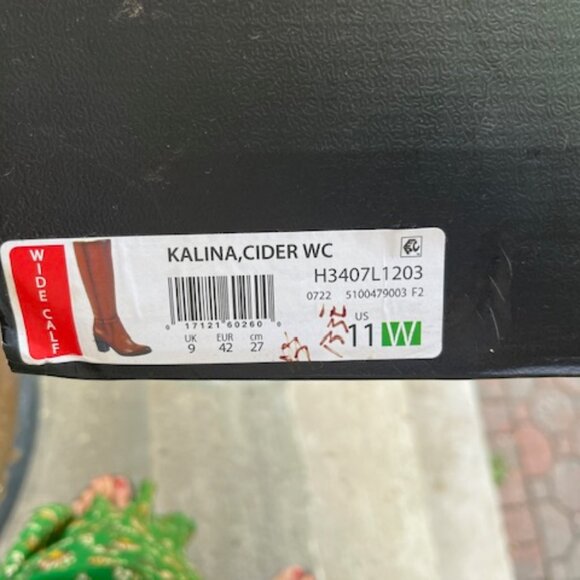 WIDE CALF
KALINA,CIDER WC
H3407L1203
0722 5100479003 F2
0 17121 60260
UK EUR cm
9 42 27
US
11 W